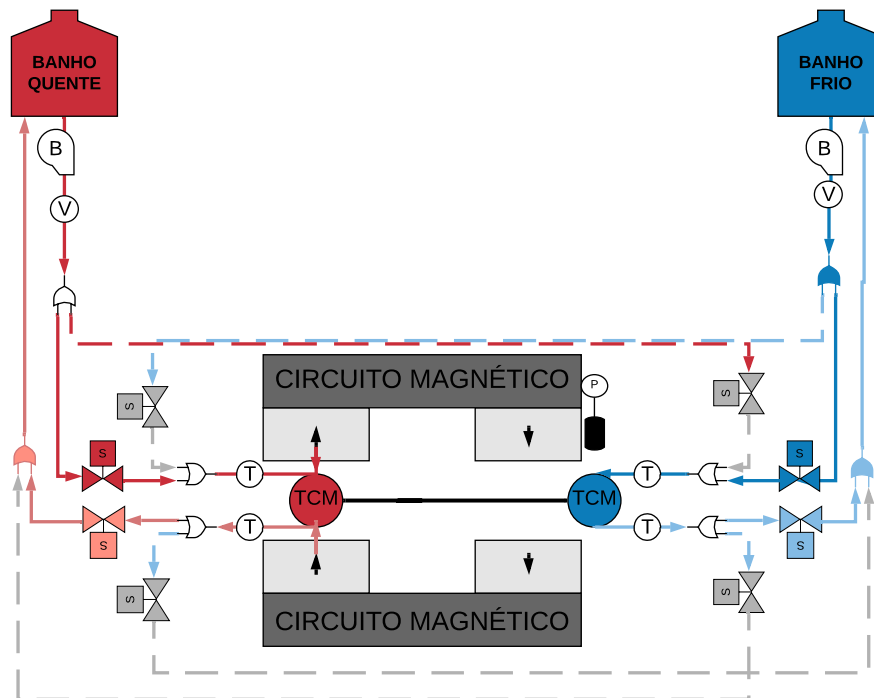 BANHO
QUENTE
BANHO
FRIO
B
B
V
V
CIRCUITO MAGNÉTICO
P
S
S
S
S
T
T
TCM
TCM
T
T
S
S
S
S
CIRCUITO MAGNÉTICO